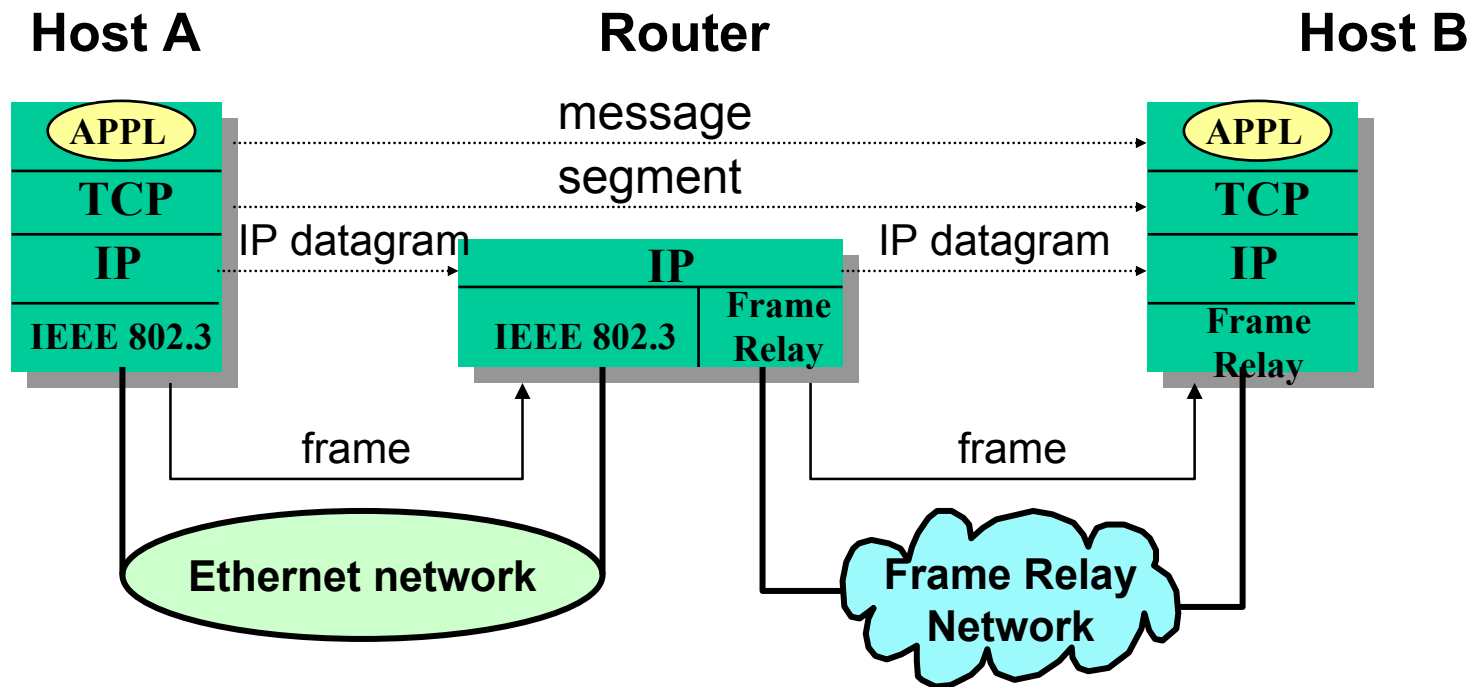 Host A
Router
Host B
APPL
message
APPL
TCP
segment
TCP
IP
IP datagram
IP
IP datagram
IP
IEEE 802.3
IEEE 802.3
Frame
Relay
Frame
Relay
frame
frame
Ethernet network
Frame Relay
Network